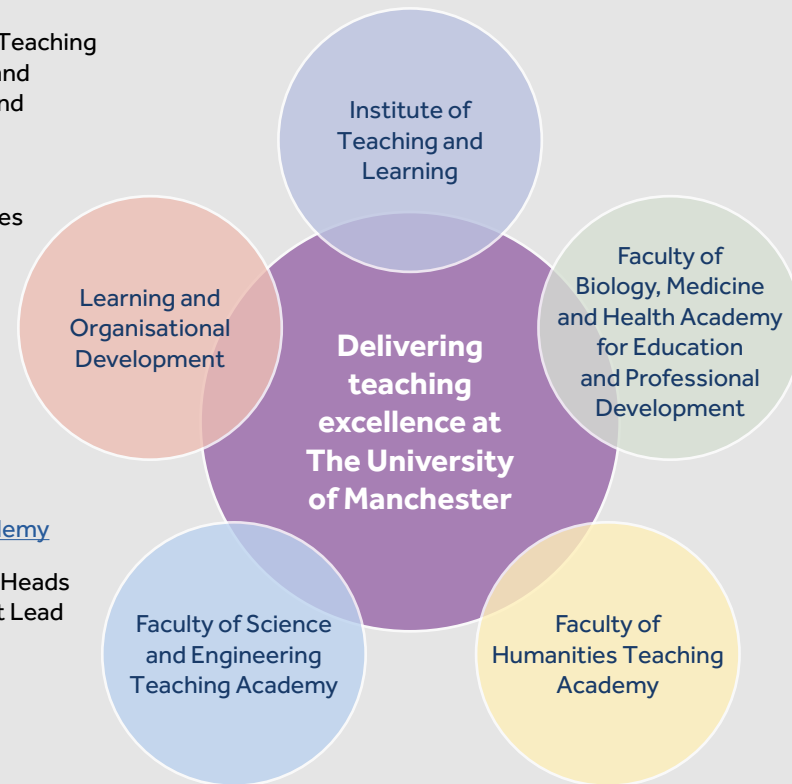 Teaching
and
nd
es
demy
Heads
t Lead
Institute of
Teaching and
Learning
Learning and
Organisational
Development
Faculty of
Biology, Medicine
and Health Academy
for Education
and Professional
Development
Delivering
teaching
excellence at
The University
of Manchester
Faculty of Science
and Engineering
Teaching Academy
Faculty of
Humanities Teaching
Academy